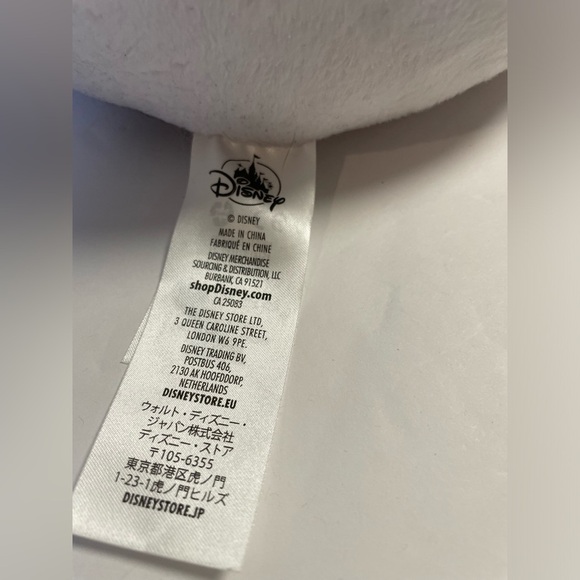 Disney
© DISNEY
MADE IN CHINA
FABRIQUÉ EN CHINE
DISNEY MERCHANDISE
SOURCING & DISTRIBUTION, LLC
BURBANK, CA 91521
shopDisney.com
CA 25083
THE DISNEY STORE LTD,
3 QUEEN CAROLINE STREET,
LONDON W6 9PE.
DISNEY TRADING BV,
POSTBUS 406,
2130 AK HOOFDDORP,
NETHERLANDS
DISNEYSTORE.EU
ウォルト・ディズニー・
ジャパン株式会社
ディズニー・ストア
〒105-6355
東京都港区虎ノ門
1-23-1虎ノ門ヒルズ
DISNEYSTORE.JP